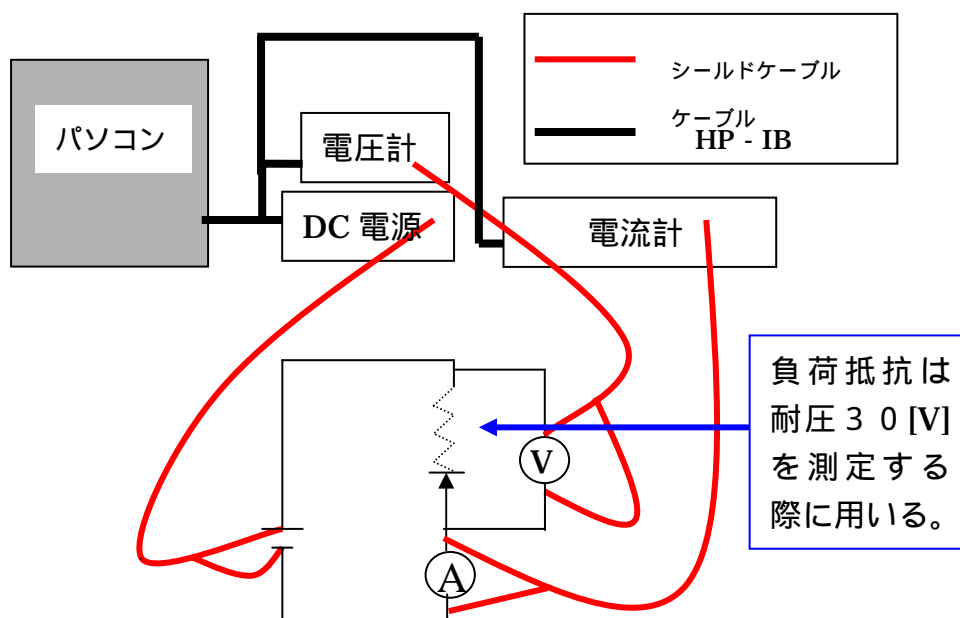 シールドケーブル
ケーブル
HP - IB
パソコン
電圧計
DC 電源
電流計
負荷抵抗は
耐圧３０[V]
を測定する
際に用いる。
V
A